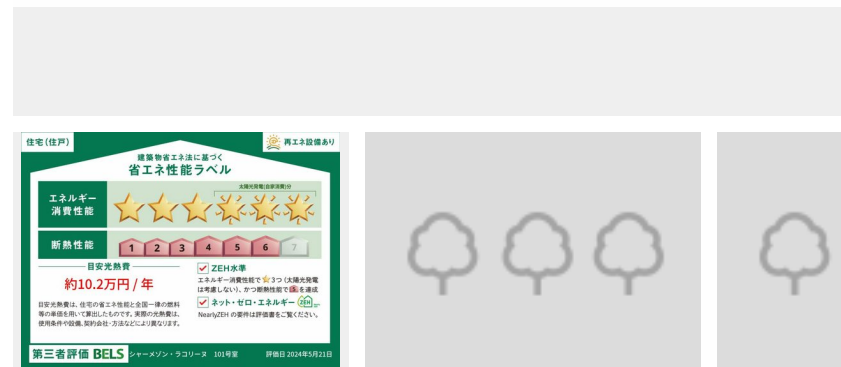 住宅(住戸)
再エネ設備あり
建築物省エネ法に基づく
省エネ性能ラベル
太陽光発電(自家消費)分
エネルギー
消費性能
断熱性能
1 2 3 4 5 6 7
目安光熱費
約10.2万円 / 年
目安光熱費は、住宅の省エネ性能と全国一律の燃料
等の単価を用いて算出したものです。実際の光熱費は、
使用条件や設備、契約会社・方法などにより異なります。
ZEH水準
エネルギー消費性能で★3つ(太陽光発電
は考慮しない)、かつ断熱性能で5を達成
ネット・ゼロ・エネルギー ZEH
NearlyZEH の要件は評価書をご覧ください。
第三者評価 BELS
シャーメゾン・ラコリーヌ 101号室
評価日 2024年5月21日